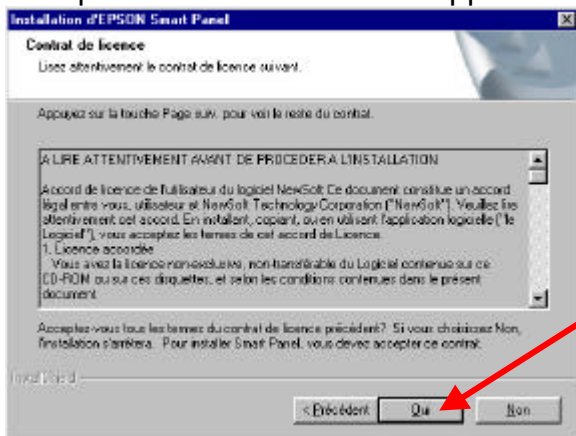 Installation d'EPSON Smart Panel
Contrat de licence
Lisez attentivement le contrat de licence suivant.
Appuyez sur la touche Page suiv. pour voir le reste du contrat.
A LIRE ATTENTIVEMENT AVANT DE PROCEDER A L'INSTALLATION
Accord de licence de l'utilisateur du logiciel NewSoft Ce document constitue un accord
légal entre vous, utilisateur et NewSoft Technology Corporation ("NewSoft"). Veuillez lire
attentivement cet accord. En installant, copiant, ou en utilisant l'application logicielle ("le
Logiciel"), vous acceptez les termes de cet accord de Licence.
1. Licence accordée
Vous avez la licence non-exclusive, non-transférable du Logiciel contenue sur ce
CD-ROM ou sur ces disquettes, et selon les conditions contenues dans le présent
document
Acceptez-vous tous les termes du contrat de licence précédent? Si vous choisissez Non,
l'installation s'arrêtera. Pour installer Smart Panel, vous devez accepter ce contrat.
InstallShield
< Précédent Oui Non